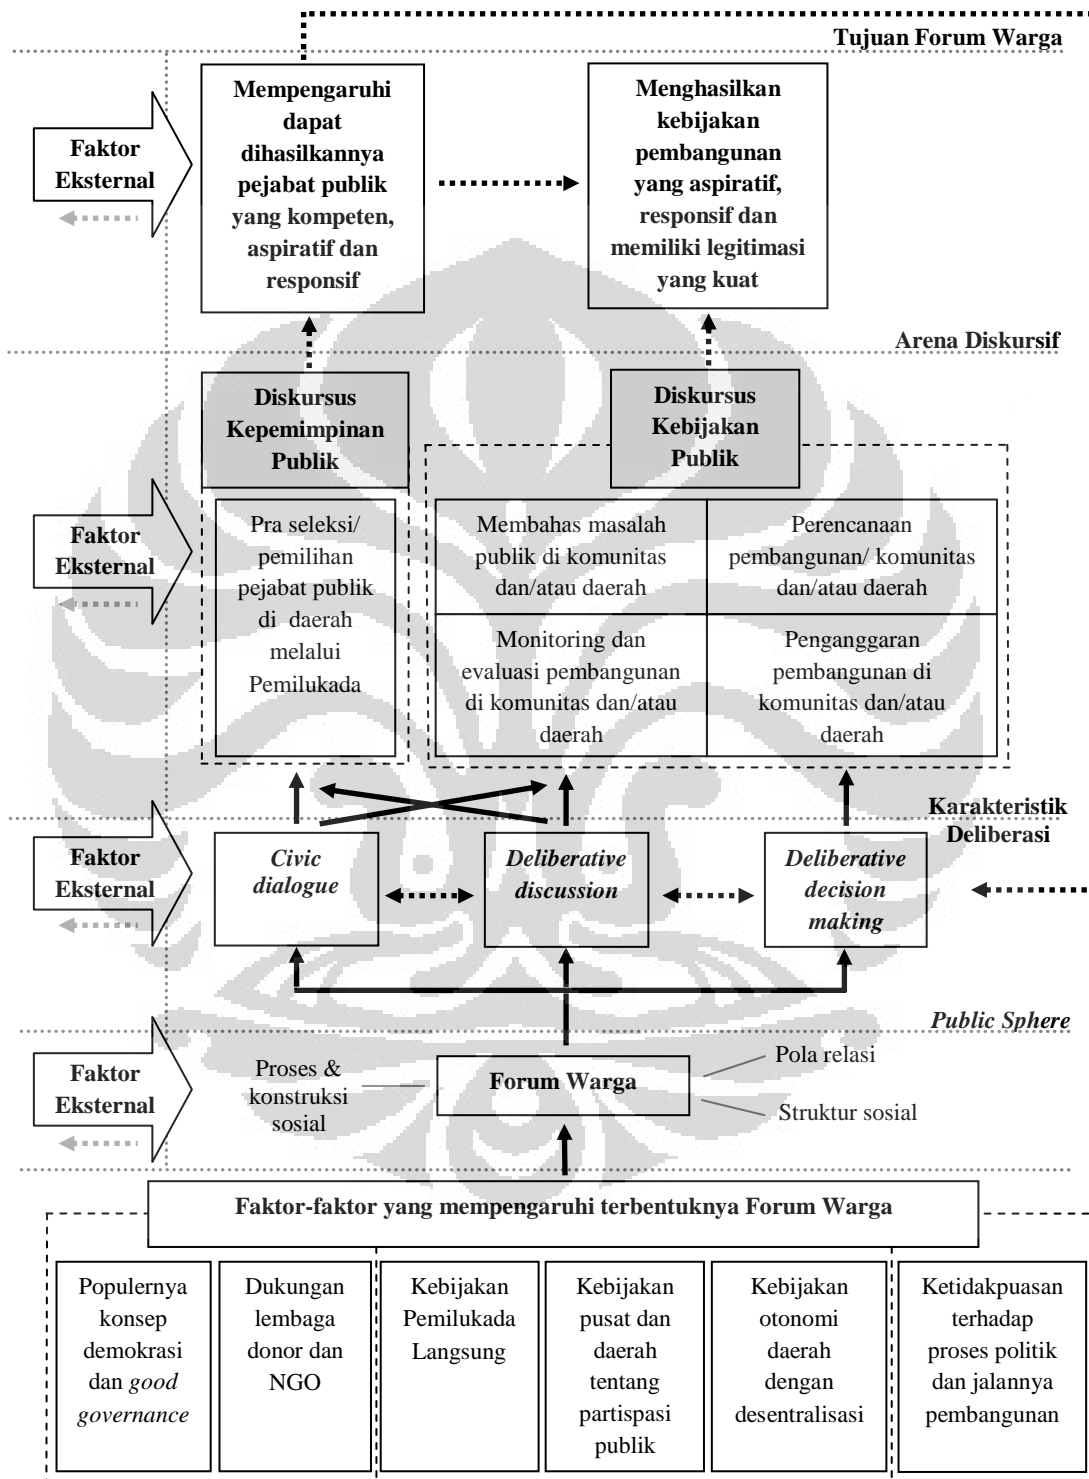 Tujuan Forum Warga
Faktor
Eksternal
Mempengaruhi
dapat
dihasilkannya
pejabat publik
yang kompeten,
aspiratif dan
responsif
Menghasilkan
kebijakan
pembangunan
yang aspiratif,
responsif dan
memiliki legitimasi
yang kuat
Arena Diskursif
Diskursus
Kepemimpinan
Publik
Diskursus
Kebijakan
Publik
Faktor
Eksternal
Pra seleksi/
pemilihan
pejabat publik
di daerah
melalui
Pemilukada
Membahas masalah
publik di komunitas
dan/atau daerah
Perencanaan
pembangunan/ komunitas
dan/atau daerah
Monitoring dan
evaluasi pembangunan
di komunitas dan/atau
daerah
Penganggaran
pembangunan di
komunitas dan/atau
daerah
Karakteristik
Deliberasi
Faktor
Eksternal
Civic
dialogue
Deliberative
discussion
Deliberative
decision
making
Public Sphere
Faktor
Eksternal
Proses &
konstruksi
sosial
Forum Warga
Pola relasi
Struktur sosial
Faktor-faktor yang mempengaruhi terbentuknya Forum Warga
Populernya
konsep
demokrasi
dan good
governance
Dukungan
lembaga
donor dan
NGO
Kebijakan
Pemilukada
Langsung
Kebijakan
pusat dan
daerah
tentang
partispasi
publik
Kebijakan
otonomi
daerah
dengan
desentralisasi
Ketidakpuasan
terhadap
proses politik
dan jalannya
pembangunan